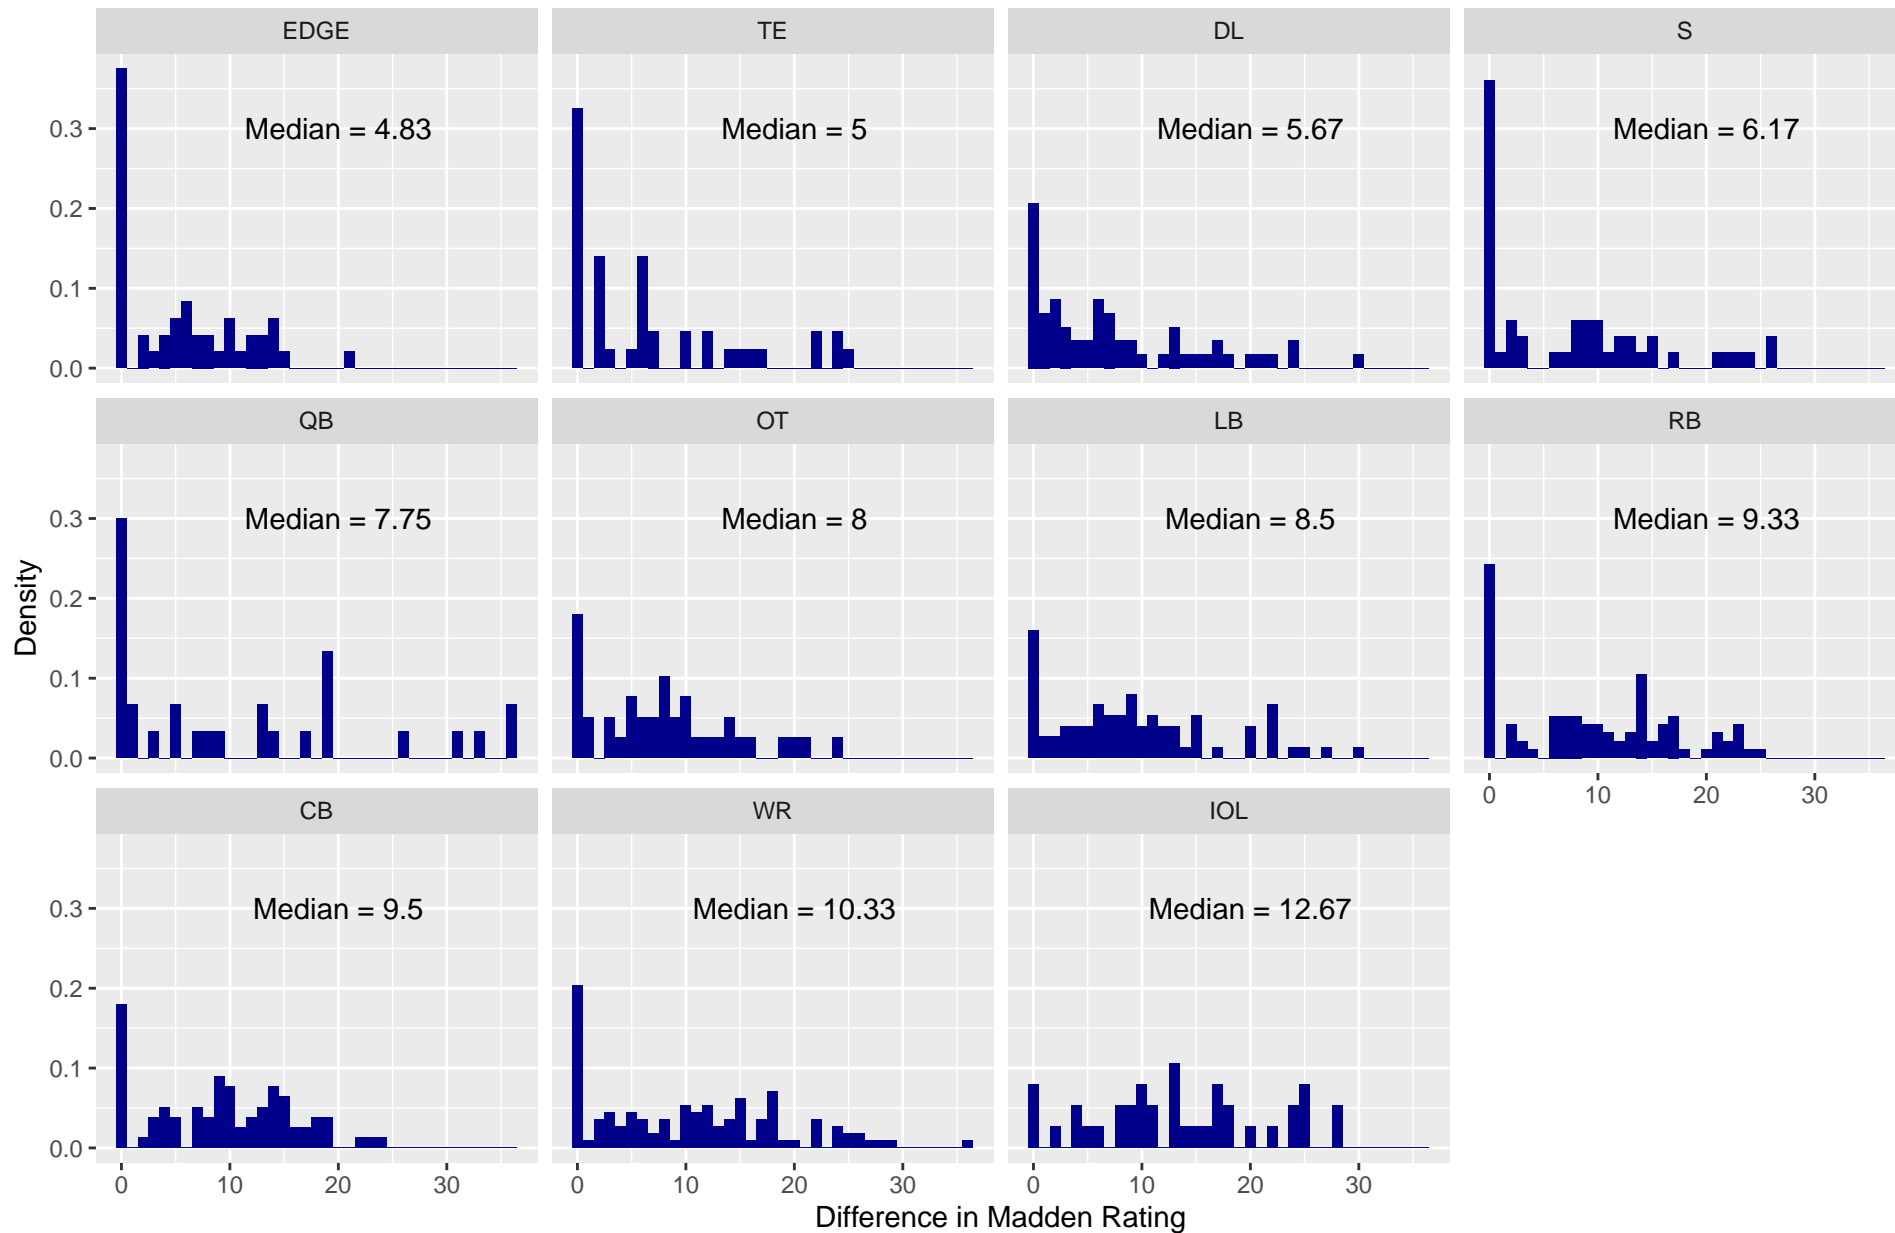 EDGE TE DL S
Median = 4.83 Median = 5 Median = 5.67 Median = 6.17
0.3
0.2
0.1
0.0
QB OT LB RB
Median = 7.75 Median = 8 Median = 8.5 Median = 9.33
0.3
0.2
0.1
0.0
0 10 20 30
CB WR IOL
Median = 9.5 Median = 10.33 Median = 12.67
0.3
0.2
0.1
0.0
0 10 20 30 0 10 20 30 0 10 20 30
Difference in Madden Rating
Density